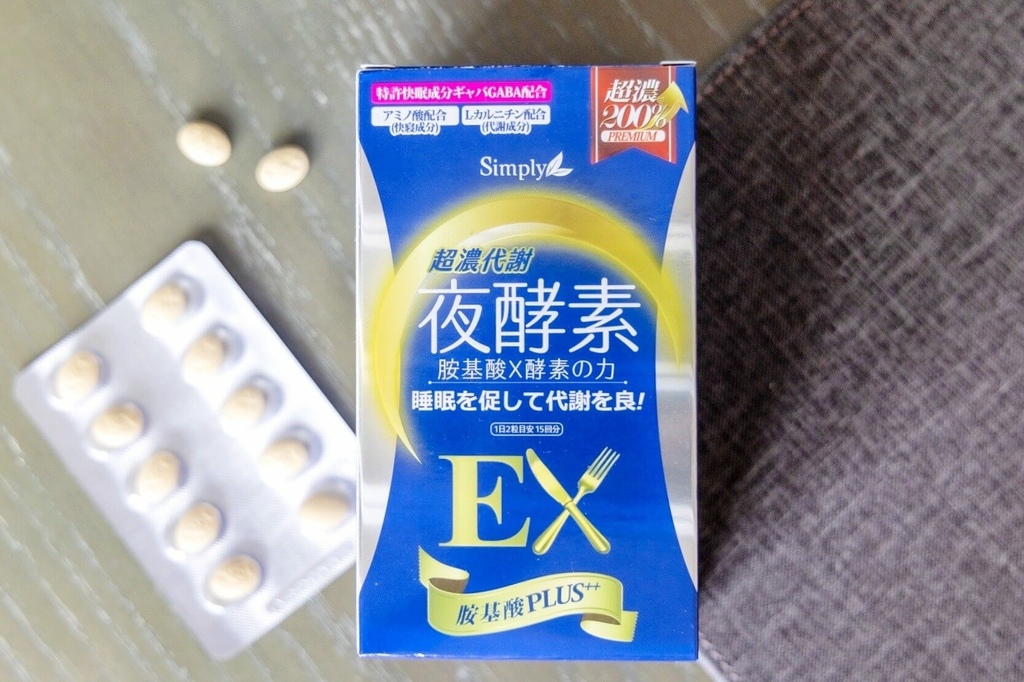 特許快眠成分ギャバGABA配合
アミノ酸配合
(快寝成分)
Lカルニチン配合
(代謝成分)
超濃
200%
PREMIUM
Simply
超濃代謝
夜酵素
胺基酸X酵素の力
睡眠を促して代謝を良!
1日2粒目安 15回分
EX
胺基酸PLUS++